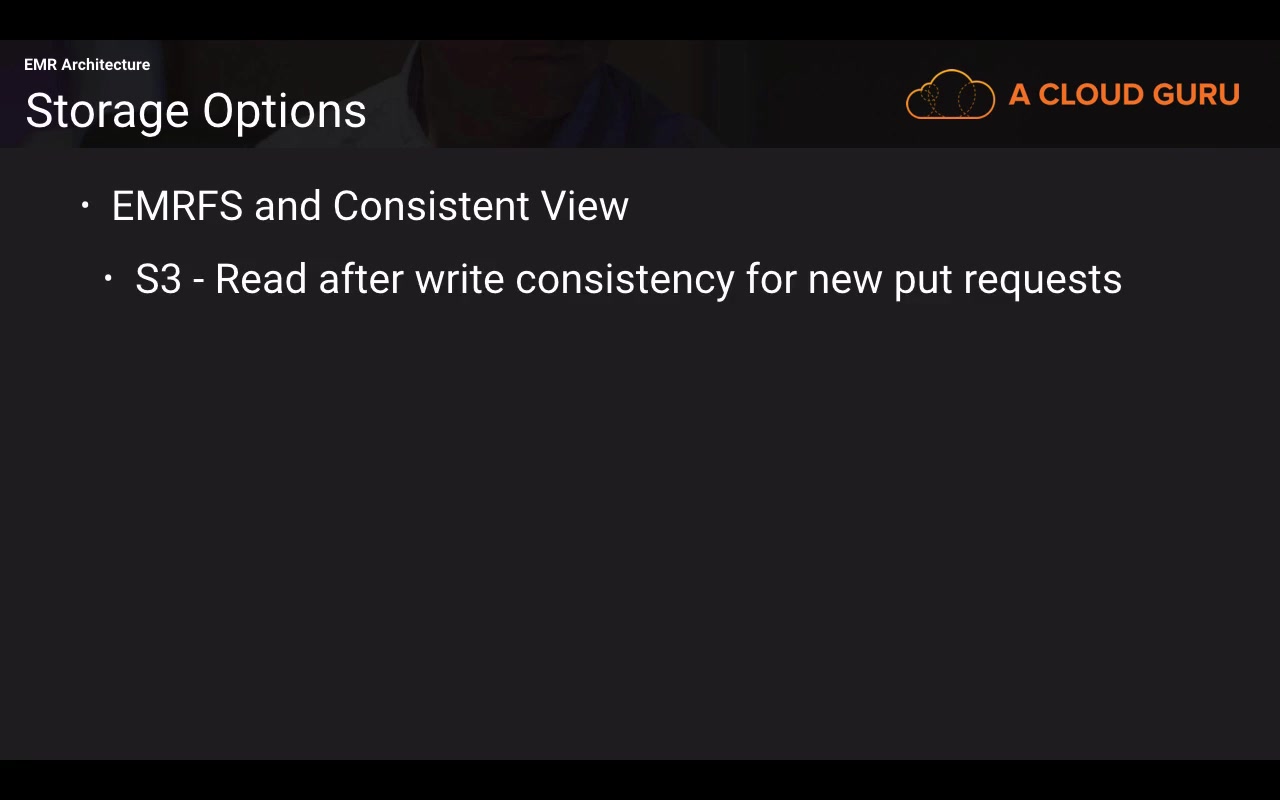 EMR Architecture
Storage Options
A CLOUD GURU
• EMRFS and Consistent View
• S3 - Read after write consistency for new put requests